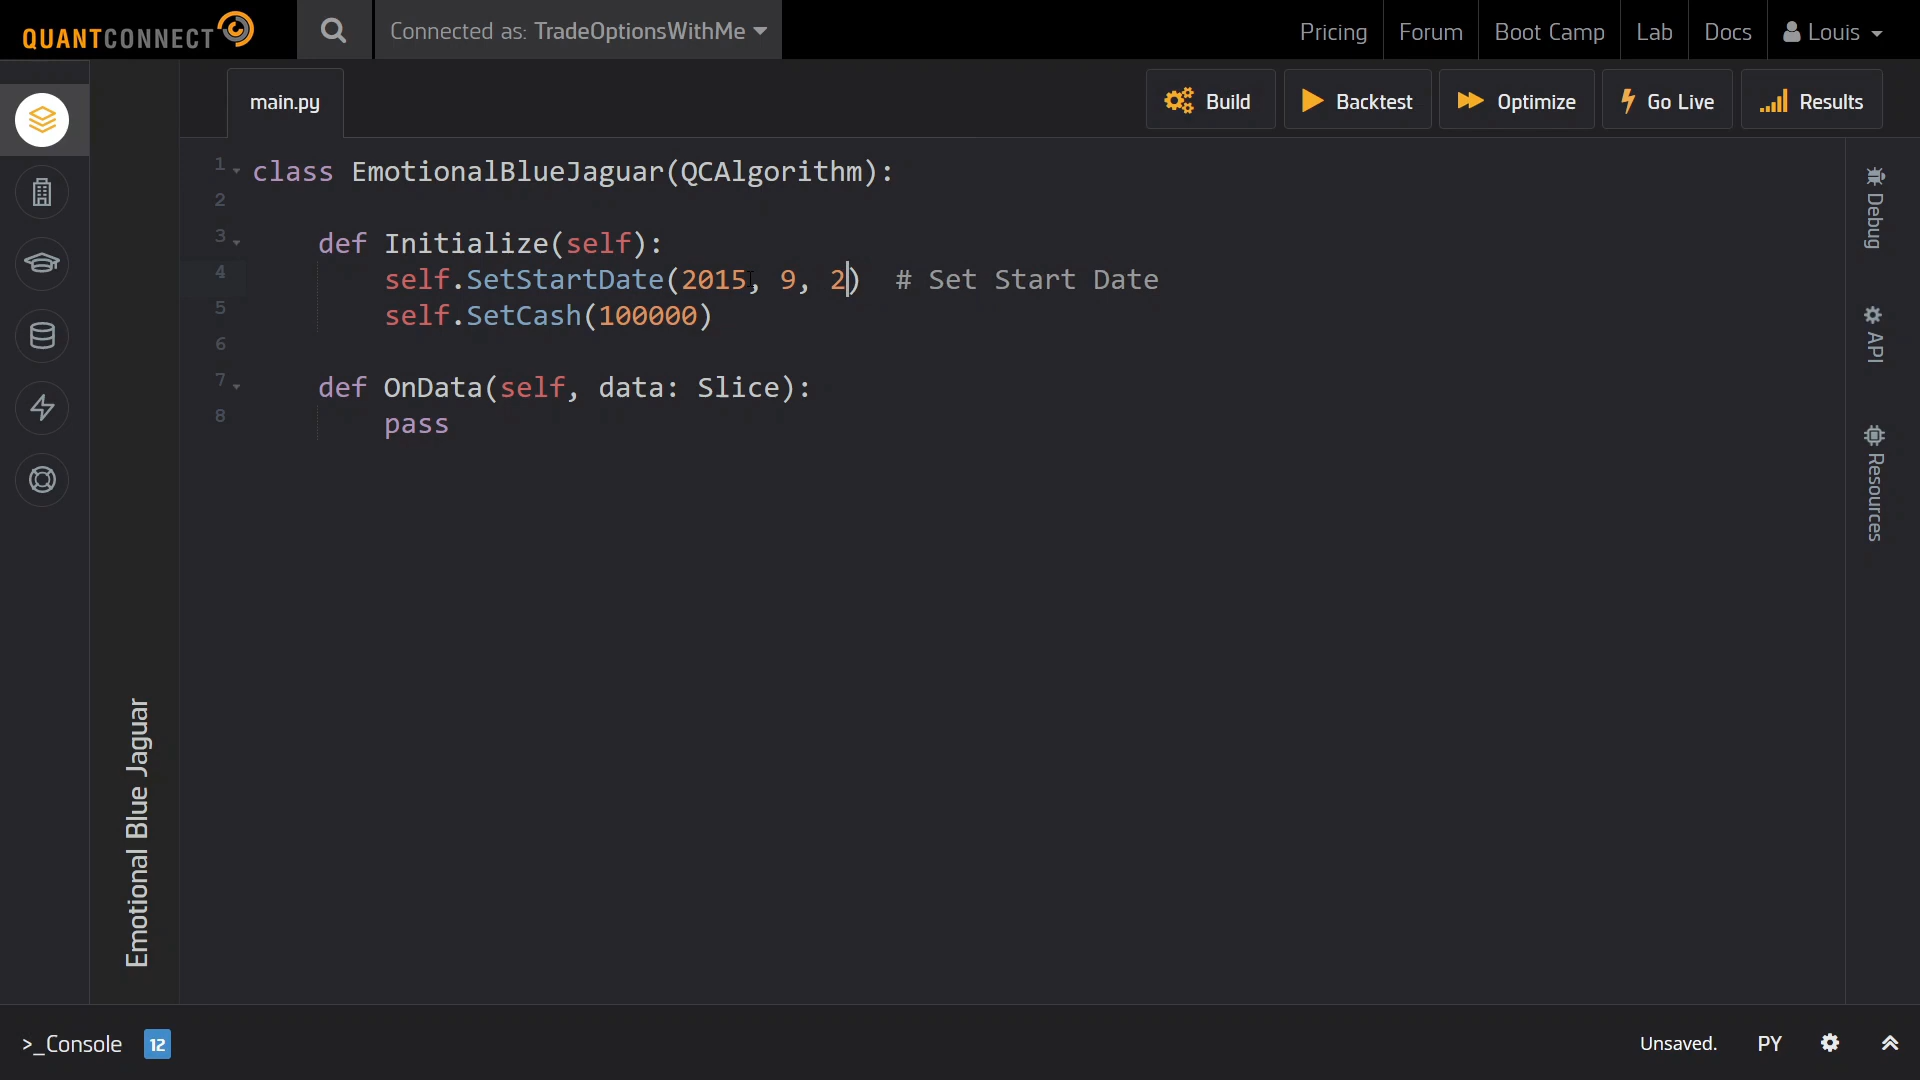 QUANTCONNECT
Connected as: TradeOptionsWithMe
Pricing
Forum
Boot Camp
Lab
Docs
Louis
main.py
Build
Backtest
Optimize
Go Live
Results
1 class EmotionalBlueJaguar(QCAlgorithm):
2
3 def Initialize(self):
4 self.SetStartDate(2015, 9, 2) # Set Start Date
5 self.SetCash(100000)
6
7 def OnData(self, data: Slice):
8 pass
Debug
API
Resources
Emotional Blue Jaguar
>_Console 12
Unsaved.
PY